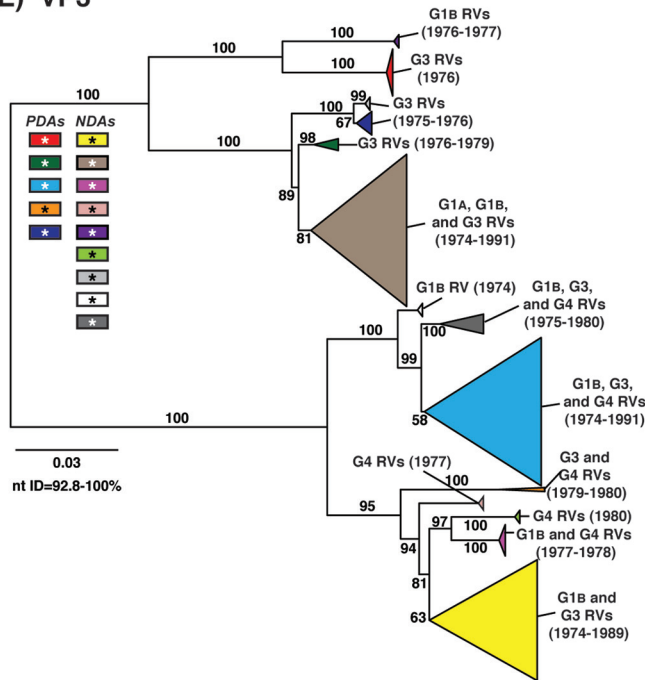 VP3
G1B RVs
(1976-1977)
100
100
100
G3 RVs
(1976)
100
99
G3 RVs
100
67
(1975-1976)
PDAs NDAs
100
98
G3 RVs (1976-1979)
* *
* *
* *
* *
* *
*
*
*
*
89
81
G1A, G1B,
and G3 RVs
(1974-1991)
G1B RV (1974)
G1B, G3,
and G4 RVs
(1975-1980)
100
100
99
G1B, G3,
and G4 RVs
(1974-1991)
58
100
0.03
nt ID=92.8-100%
G4 RVs (1977)
G3 and
G4 RVs
(1979-1980)
100
95
97
100
G4 RVs (1980)
94
100
G1B and G4 RVs
(1977-1978)
81
63
G1B and
G3 RVs
(1974-1989)